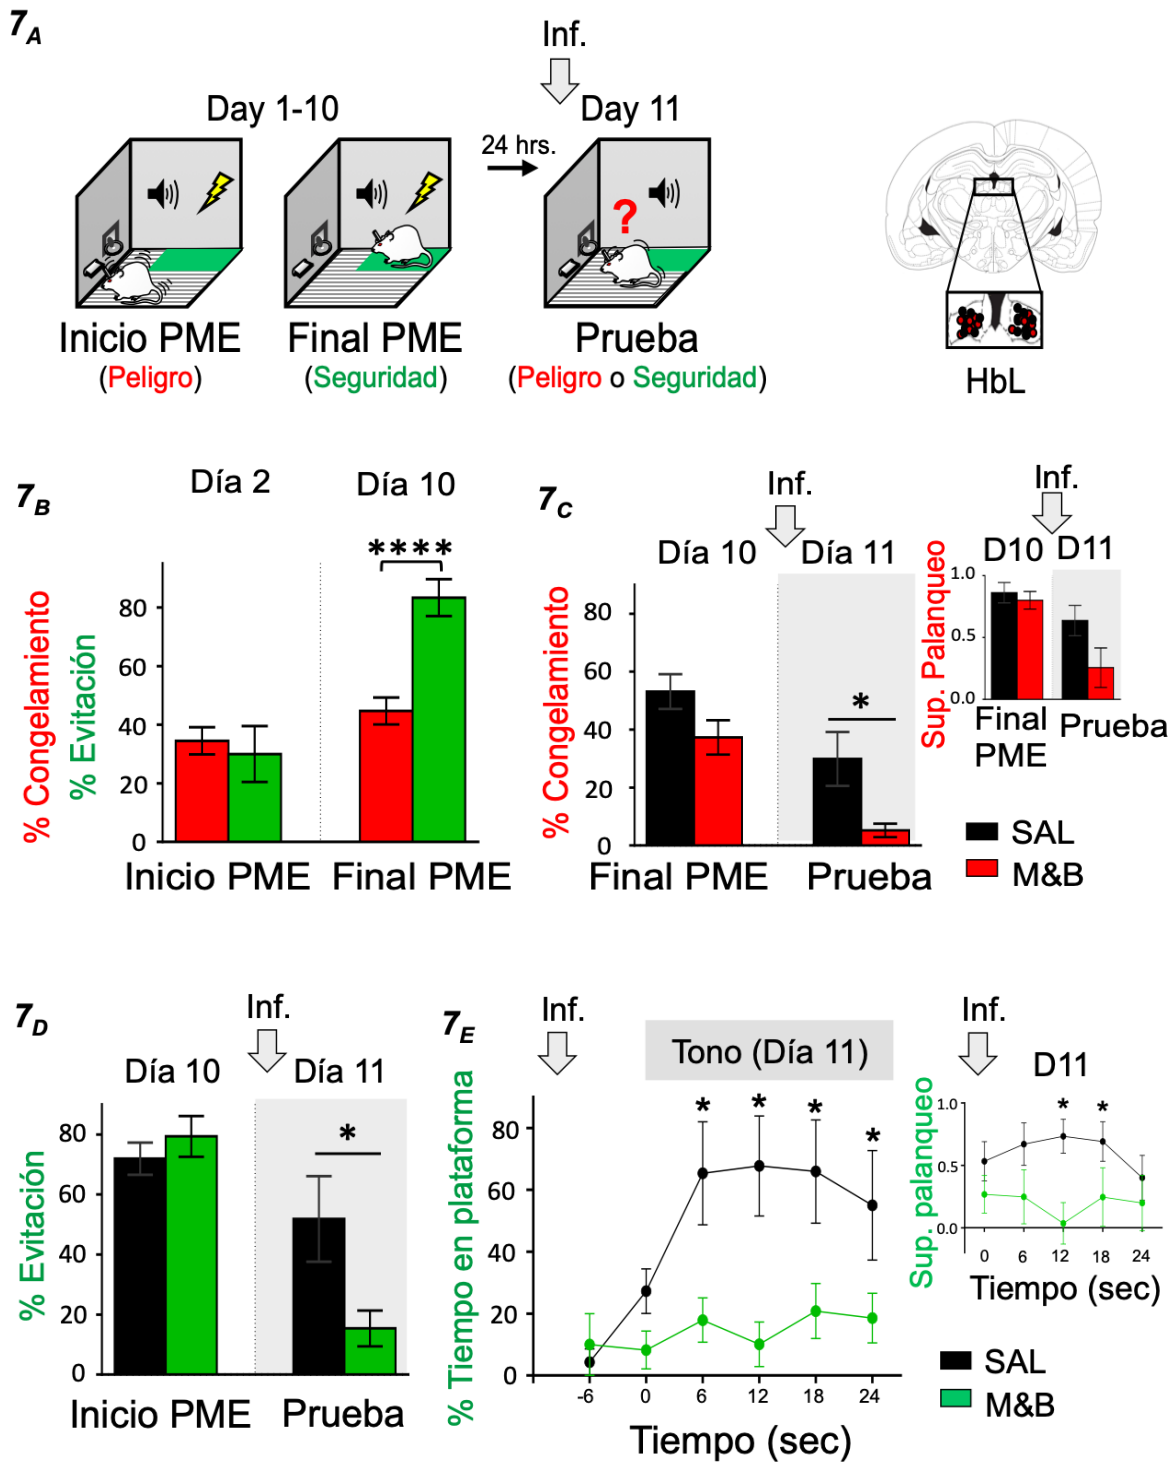 7A
Inf.
Day 1-10
Day 11
24 hrs.
?
Inicio PME
(Peligro)
Final PME
(Seguridad)
Prueba
(Peligro o Seguridad)
HbL
7B
Día 2
Día 10
****
% Congelamiento
% Evitación
80
60
40
20
0
Inicio PME
Final PME
7C
Inf.
Día 10
Día 11
% Congelamiento
80
60
40
20
0
*
Final PME
Prueba
Inf.
D10
D11
Sup. Palanqueo
1.0
0.5
0.0
Final
PME
Prueba
SAL
M&B
7D
Inf.
Día 10
Día 11
% Evitación
80
60
40
20
0
*
Inicio PME
Prueba
7E
Inf.
Tono (Día 11)
% Tiempo en plataforma
80
60
40
20
0
* * * *
-6 0 6 12 18 24
Tiempo (sec)
Inf.
D11
Sup. palanqueo
1.0
0.5
0.0
* *
0 6 12 18 24
Tiempo (sec)
SAL
M&B